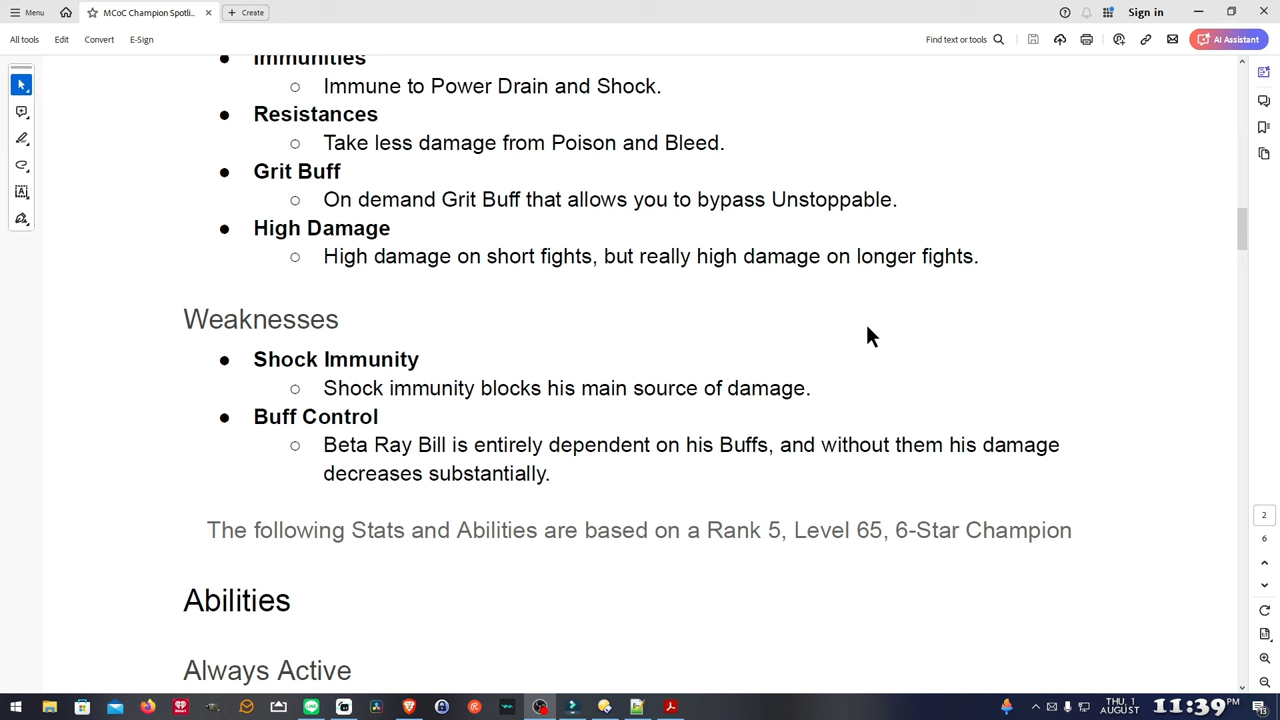 Menu
MCoC Champion Spotli...
Create
Sign in
All tools
Edit
Convert
E-Sign
Find text or tools
AI Assistant
● Immunities
○ Immune to Power Drain and Shock.
● Resistances
○ Take less damage from Poison and Bleed.
● Grit Buff
○ On demand Grit Buff that allows you to bypass Unstoppable.
● High Damage
○ High damage on short fights, but really high damage on longer fights.
Weaknesses
● Shock Immunity
○ Shock immunity blocks his main source of damage.
● Buff Control
○ Beta Ray Bill is entirely dependent on his Buffs, and without them his damage
decreases substantially.
The following Stats and Abilities are based on a Rank 5, Level 65, 6-Star Champion
Abilities
Always Active
2
6
THU, 1
AUGUST
11:39PM
13